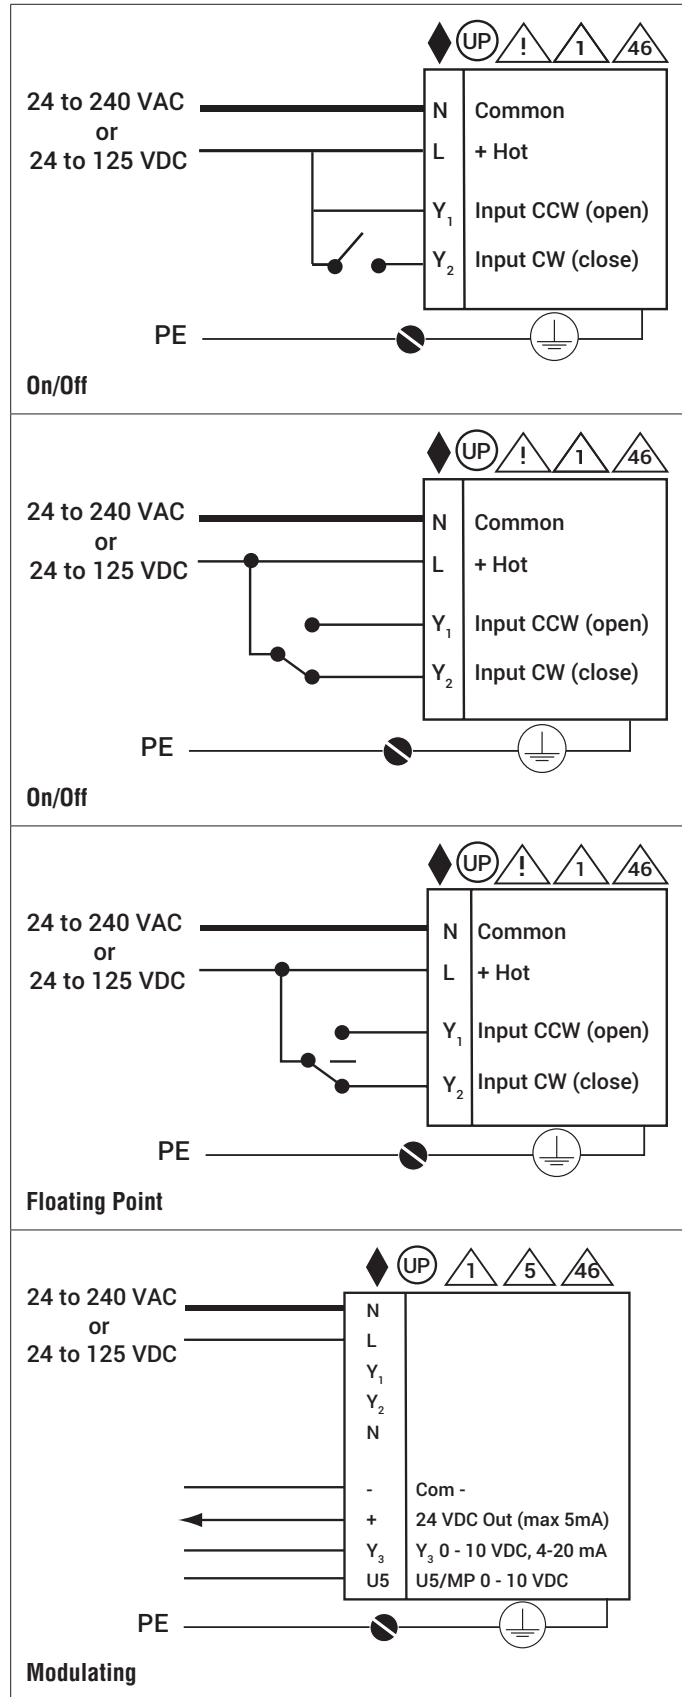 UP ! 1 46
24 to 240 VAC
or
24 to 125 VDC
N Common
L + Hot
Y1 Input CCW (open)
Y2 Input CW (close)
PE
On/Off
UP ! 1 46
24 to 240 VAC
or
24 to 125 VDC
N Common
L + Hot
Y1 Input CCW (open)
Y2 Input CW (close)
PE
On/Off
UP ! 1 46
24 to 240 VAC
or
24 to 125 VDC
N Common
L + Hot
Y1 Input CCW (open)
Y2 Input CW (close)
PE
Floating Point
UP 1 5 46
24 to 240 VAC
or
24 to 125 VDC
N
L
Y1
Y2
N
- Com -
+ 24 VDC Out (max 5mA)
Y3 Y3 0 - 10 VDC, 4-20 mA
U5 U5/MP 0 - 10 VDC
PE
Modulating